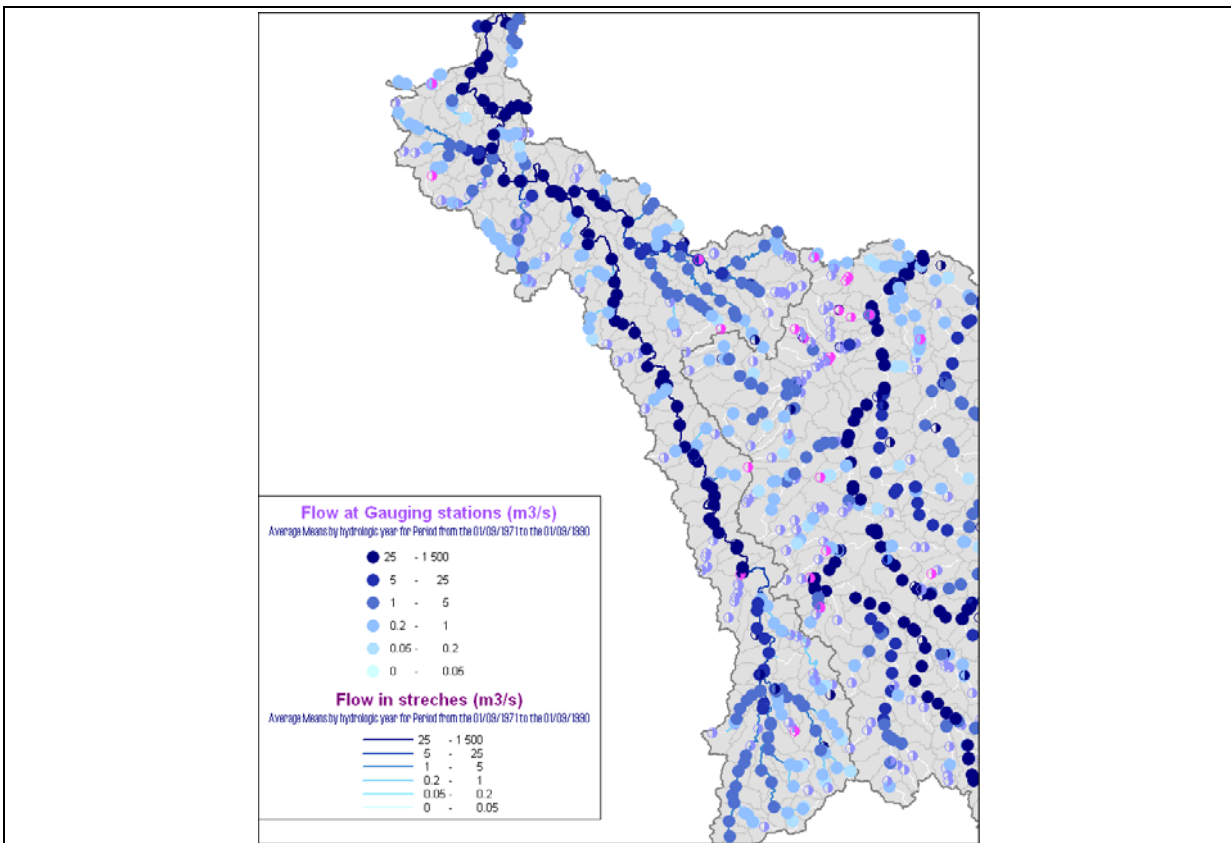 Flow at Gauging stations (m3/s)
Average Means by hydrologic year for Period from the 01/09/1971 to the 01/09/1990
25 - 1 500
5 - 25
1 - 5
0.2 - 1
0.05 - 0.2
0 - 0.05
Flow in streches (m3/s)
Average Means by hydrologic year for Period from the 01/09/1971 to the 01/09/1990
25 - 1 500
5 - 25
1 - 5
0.2 - 1
0.05 - 0.2
0 - 0.05